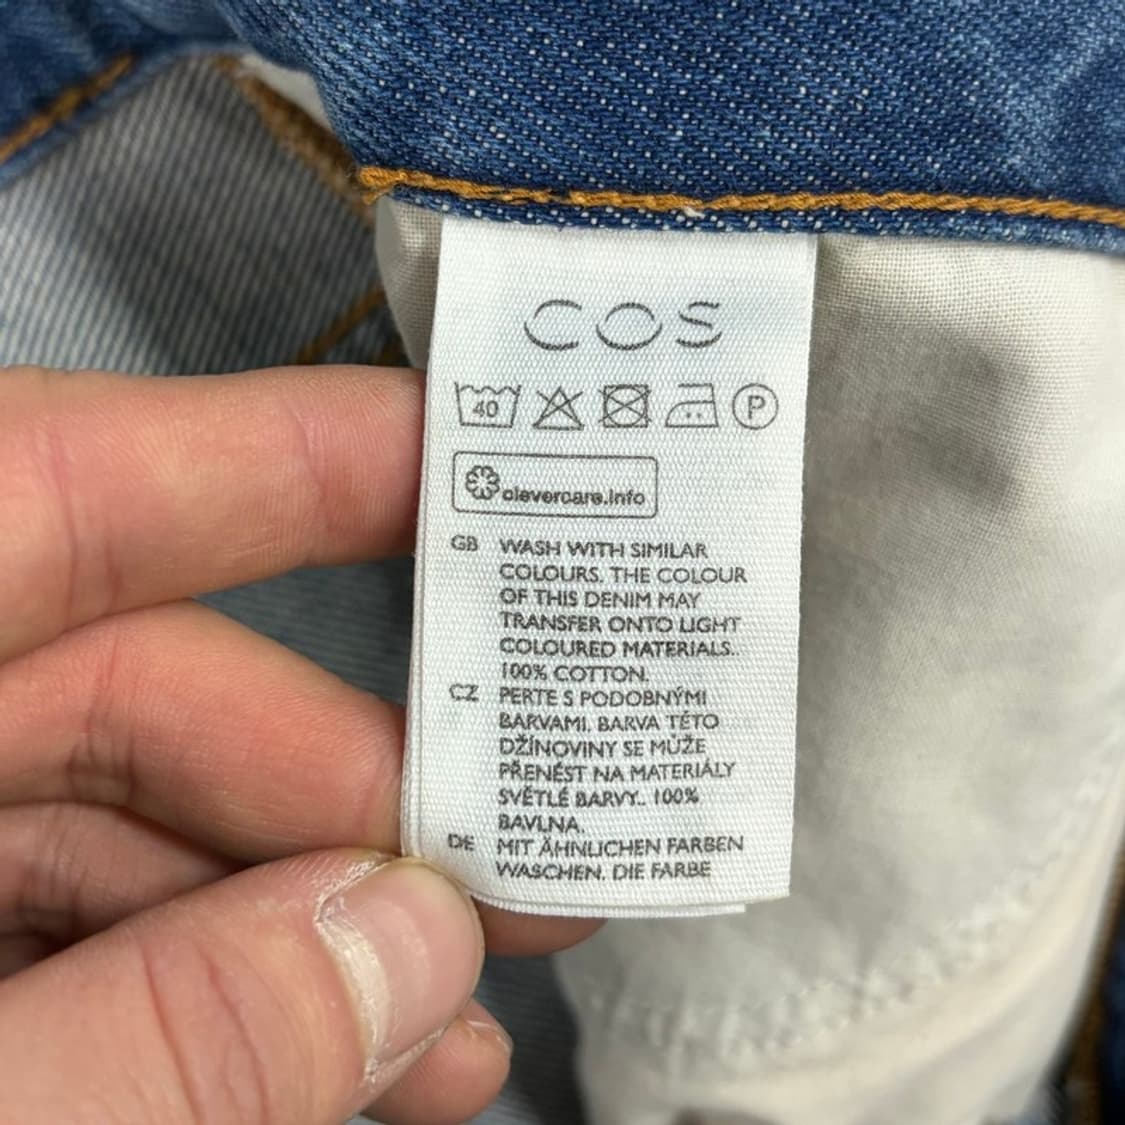 COS
40 P
clevercare.info
GB WASH WITH SIMILAR
COLOURS. THE COLOUR
OF THIS DENIM MAY
TRANSFER ONTO LIGHT
COLOURED MATERIALS..
100% COTTON.
CZ PERTE S PODOBNÝMI
BARVAMI. BARVA TÉTO
DŽÍNOVINY SE MŮŽE
PŘENÉST NA MATERIÁLY
SVĚTLÉ BARVY.. 100%
BAVLNA.
DE MIT ÄHNLICHEN FARBEN
WASCHEN. DIE FARBE